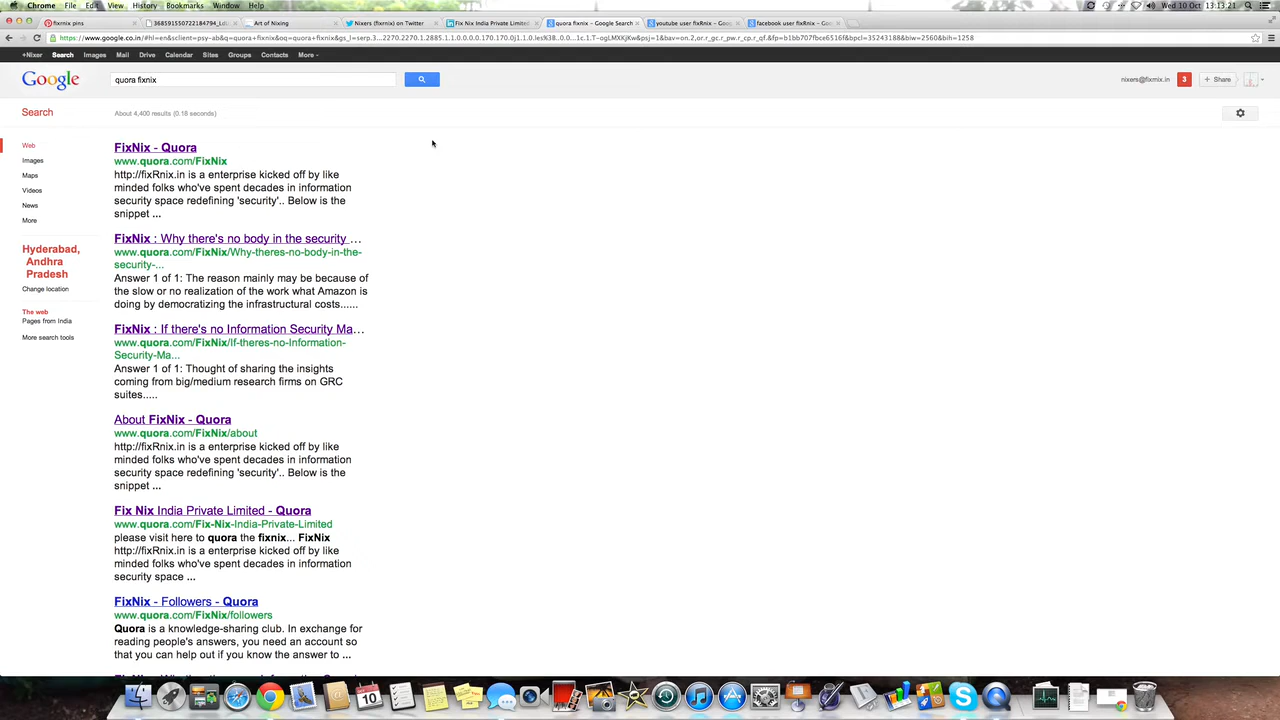 Chrome File Edit View History Bookmarks Window Help Wed 10 Oct 13:13:21
fixrnix pins Art of Nixing Nixers (fixrnix) on Twitter Fix Nix India Private Limited quora fixnix - Google Search youtube user fixRnix - Goo facebook user fixRnix - Goo
+Nixer Search Images Mail Drive Calendar Sites Groups Contacts More
Google quora fixnix nixers@fixrnix.in 3 + Share
Search About 4,400 results (0.18 seconds)
Web
Images
Maps
Videos
News
More
Hyderabad,
Andhra
Pradesh
Change location
The web
Pages from India
More search tools
FixNix - Quora
www.quora.com/FixNix
http://fixRnix.in is a enterprise kicked off by like
minded folks who've spent decades in information
security space redefining 'security'.. Below is the
snippet ...
FixNix : Why there's no body in the security ...
www.quora.com/FixNix/Why-theres-no-body-in-the-
security-...
Answer 1 of 1: The reason mainly may be because of
the slow or no realization of the work what Amazon is
doing by democratizing the infrastructural costs......
FixNix : If there's no Information Security Ma...
www.quora.com/FixNix/If-theres-no-Information-
Security-Ma...
Answer 1 of 1: Thought of sharing the insights
coming from big/medium research firms on GRC
suites.....
About FixNix - Quora
www.quora.com/FixNix/about
http://fixRnix.in is a enterprise kicked off by like
minded folks who've spent decades in information
security space redefining 'security'.. Below is the
snippet ...
Fix Nix India Private Limited - Quora
www.quora.com/Fix-Nix-India-Private-Limited
please visit here to quora the fixnix... FixNix
http://fixRnix.in is a enterprise kicked off by like
minded folks who've spent decades in information
security space ...
FixNix - Followers - Quora
www.quora.com/FixNix/followers
Quora is a knowledge-sharing club. In exchange for
reading people's answers, you need an account so
that you can help out if you know the answer to ...
10